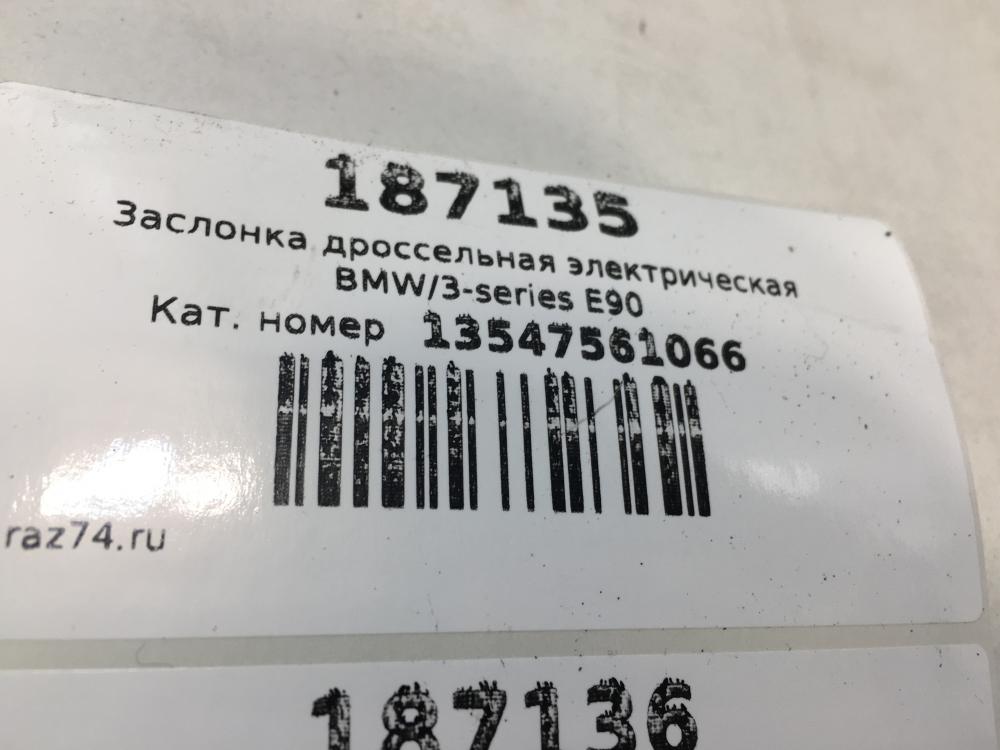 187135
Заслонка дроссельная электрическая
BMW/3-series E90
Кат. номер 13547561066
raz74.ru
187136